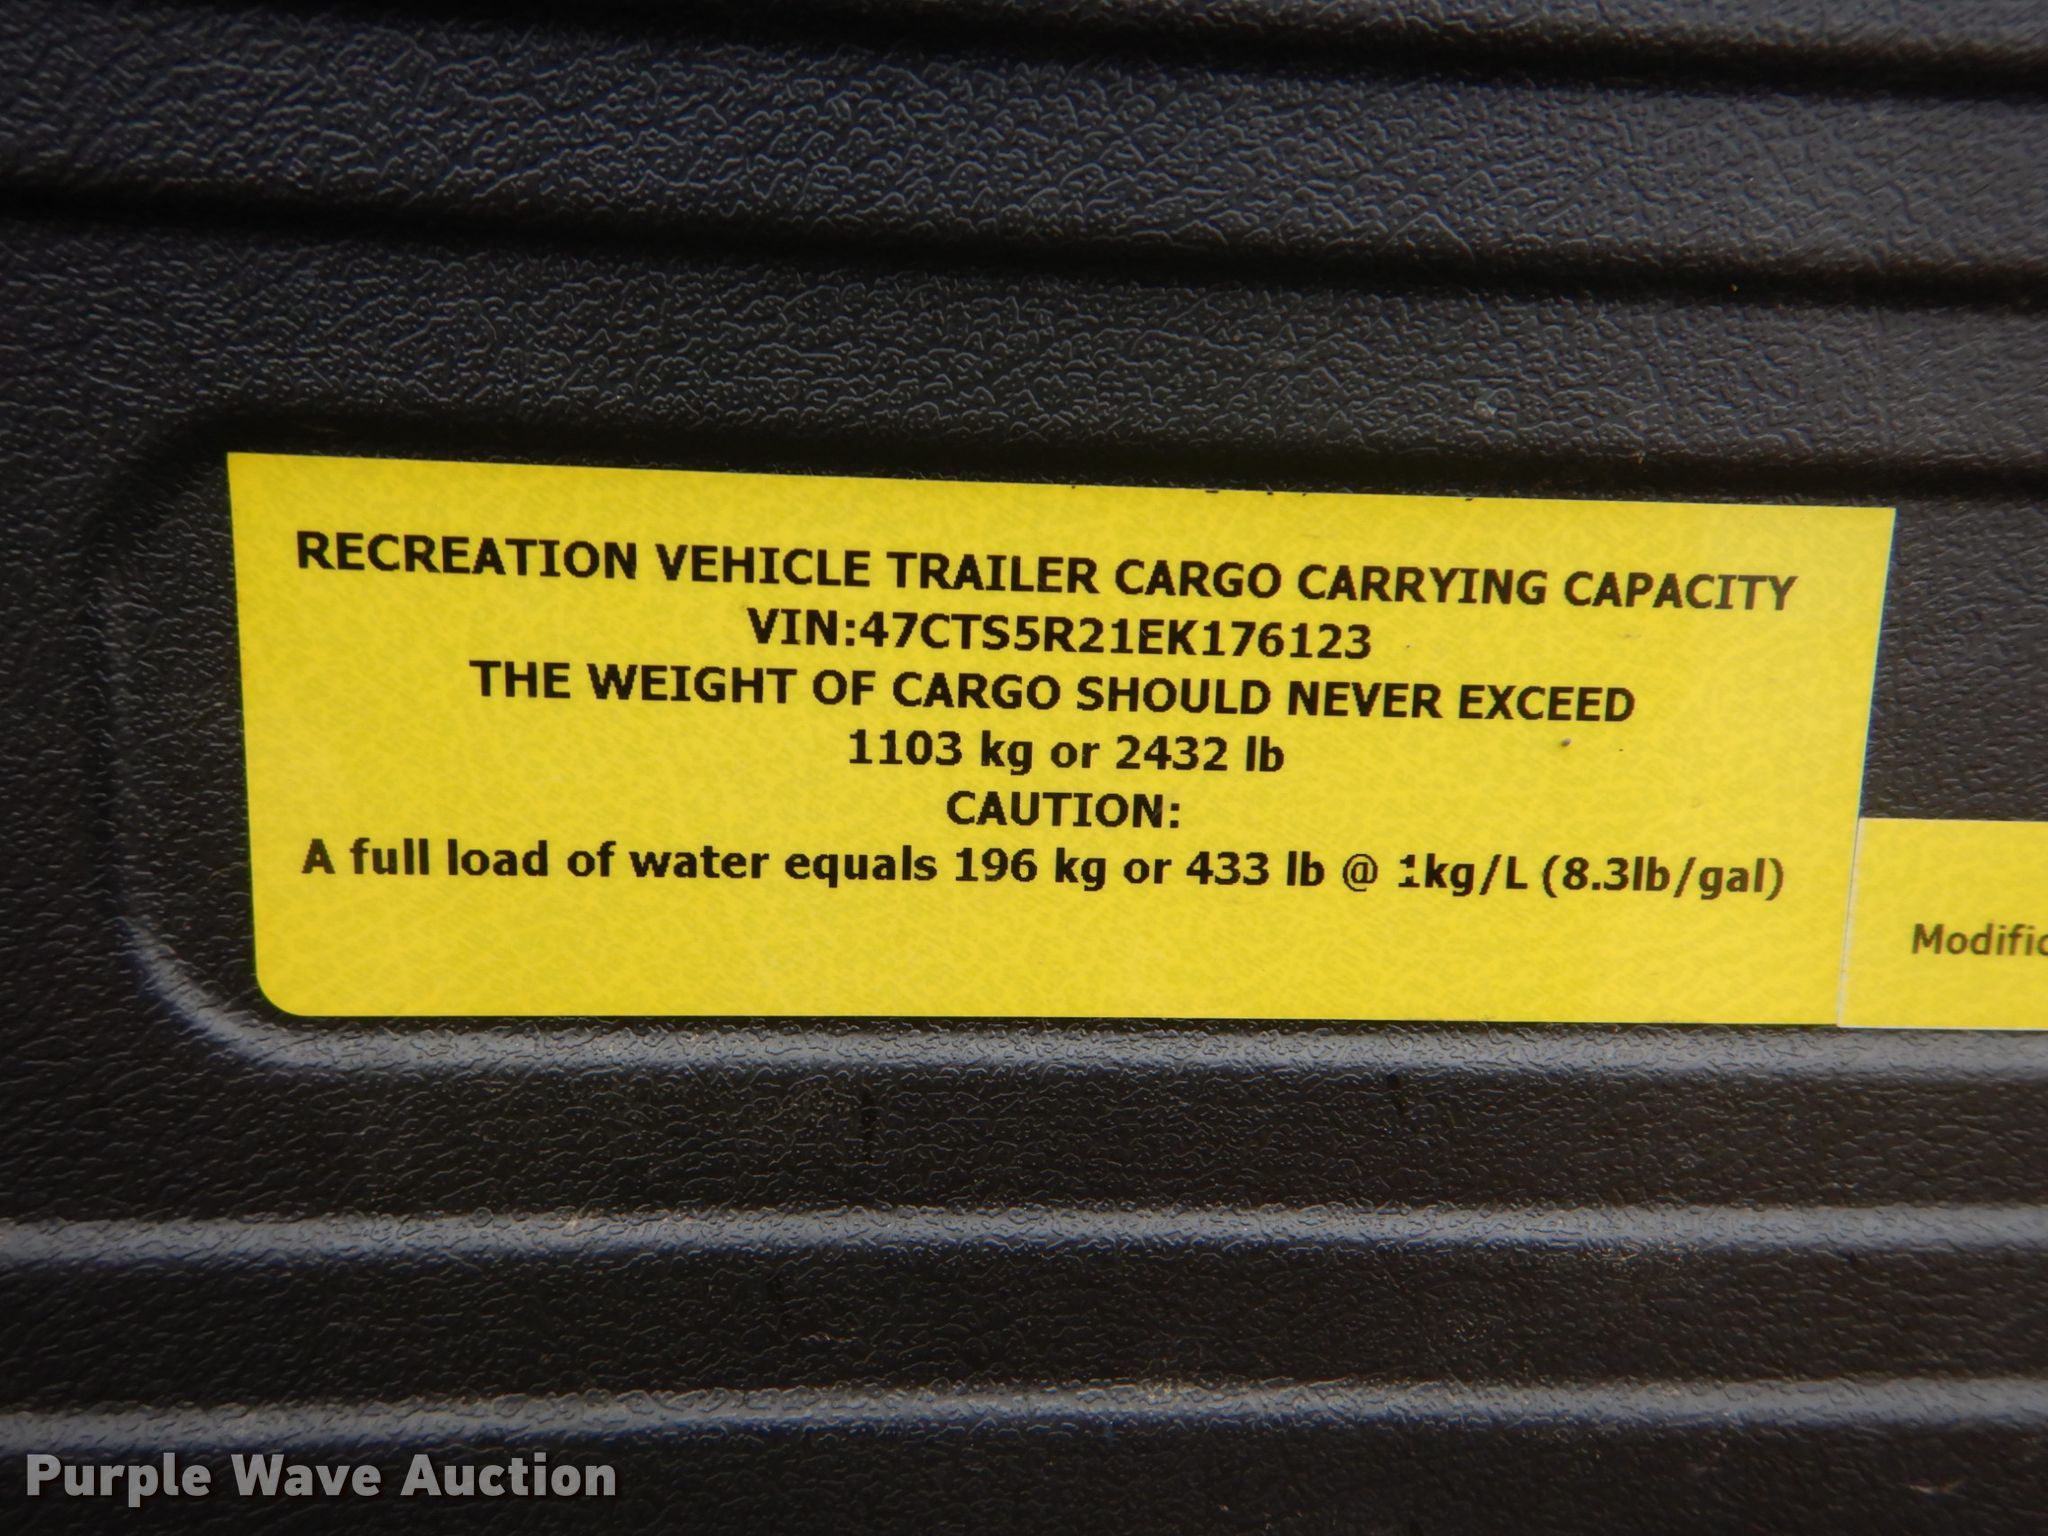 RECREATION VEHICLE TRAILER CARGO CARRYING CAPACITY
VIN:47CTS5R21EK176123
THE WEIGHT OF CARGO SHOULD NEVER EXCEED
1103 kg or 2432 lb
CAUTION:
A full load of water equals 196 kg or 433 lb @ 1kg/L (8.3lb/gal)
Modific
Purple Wave Auction